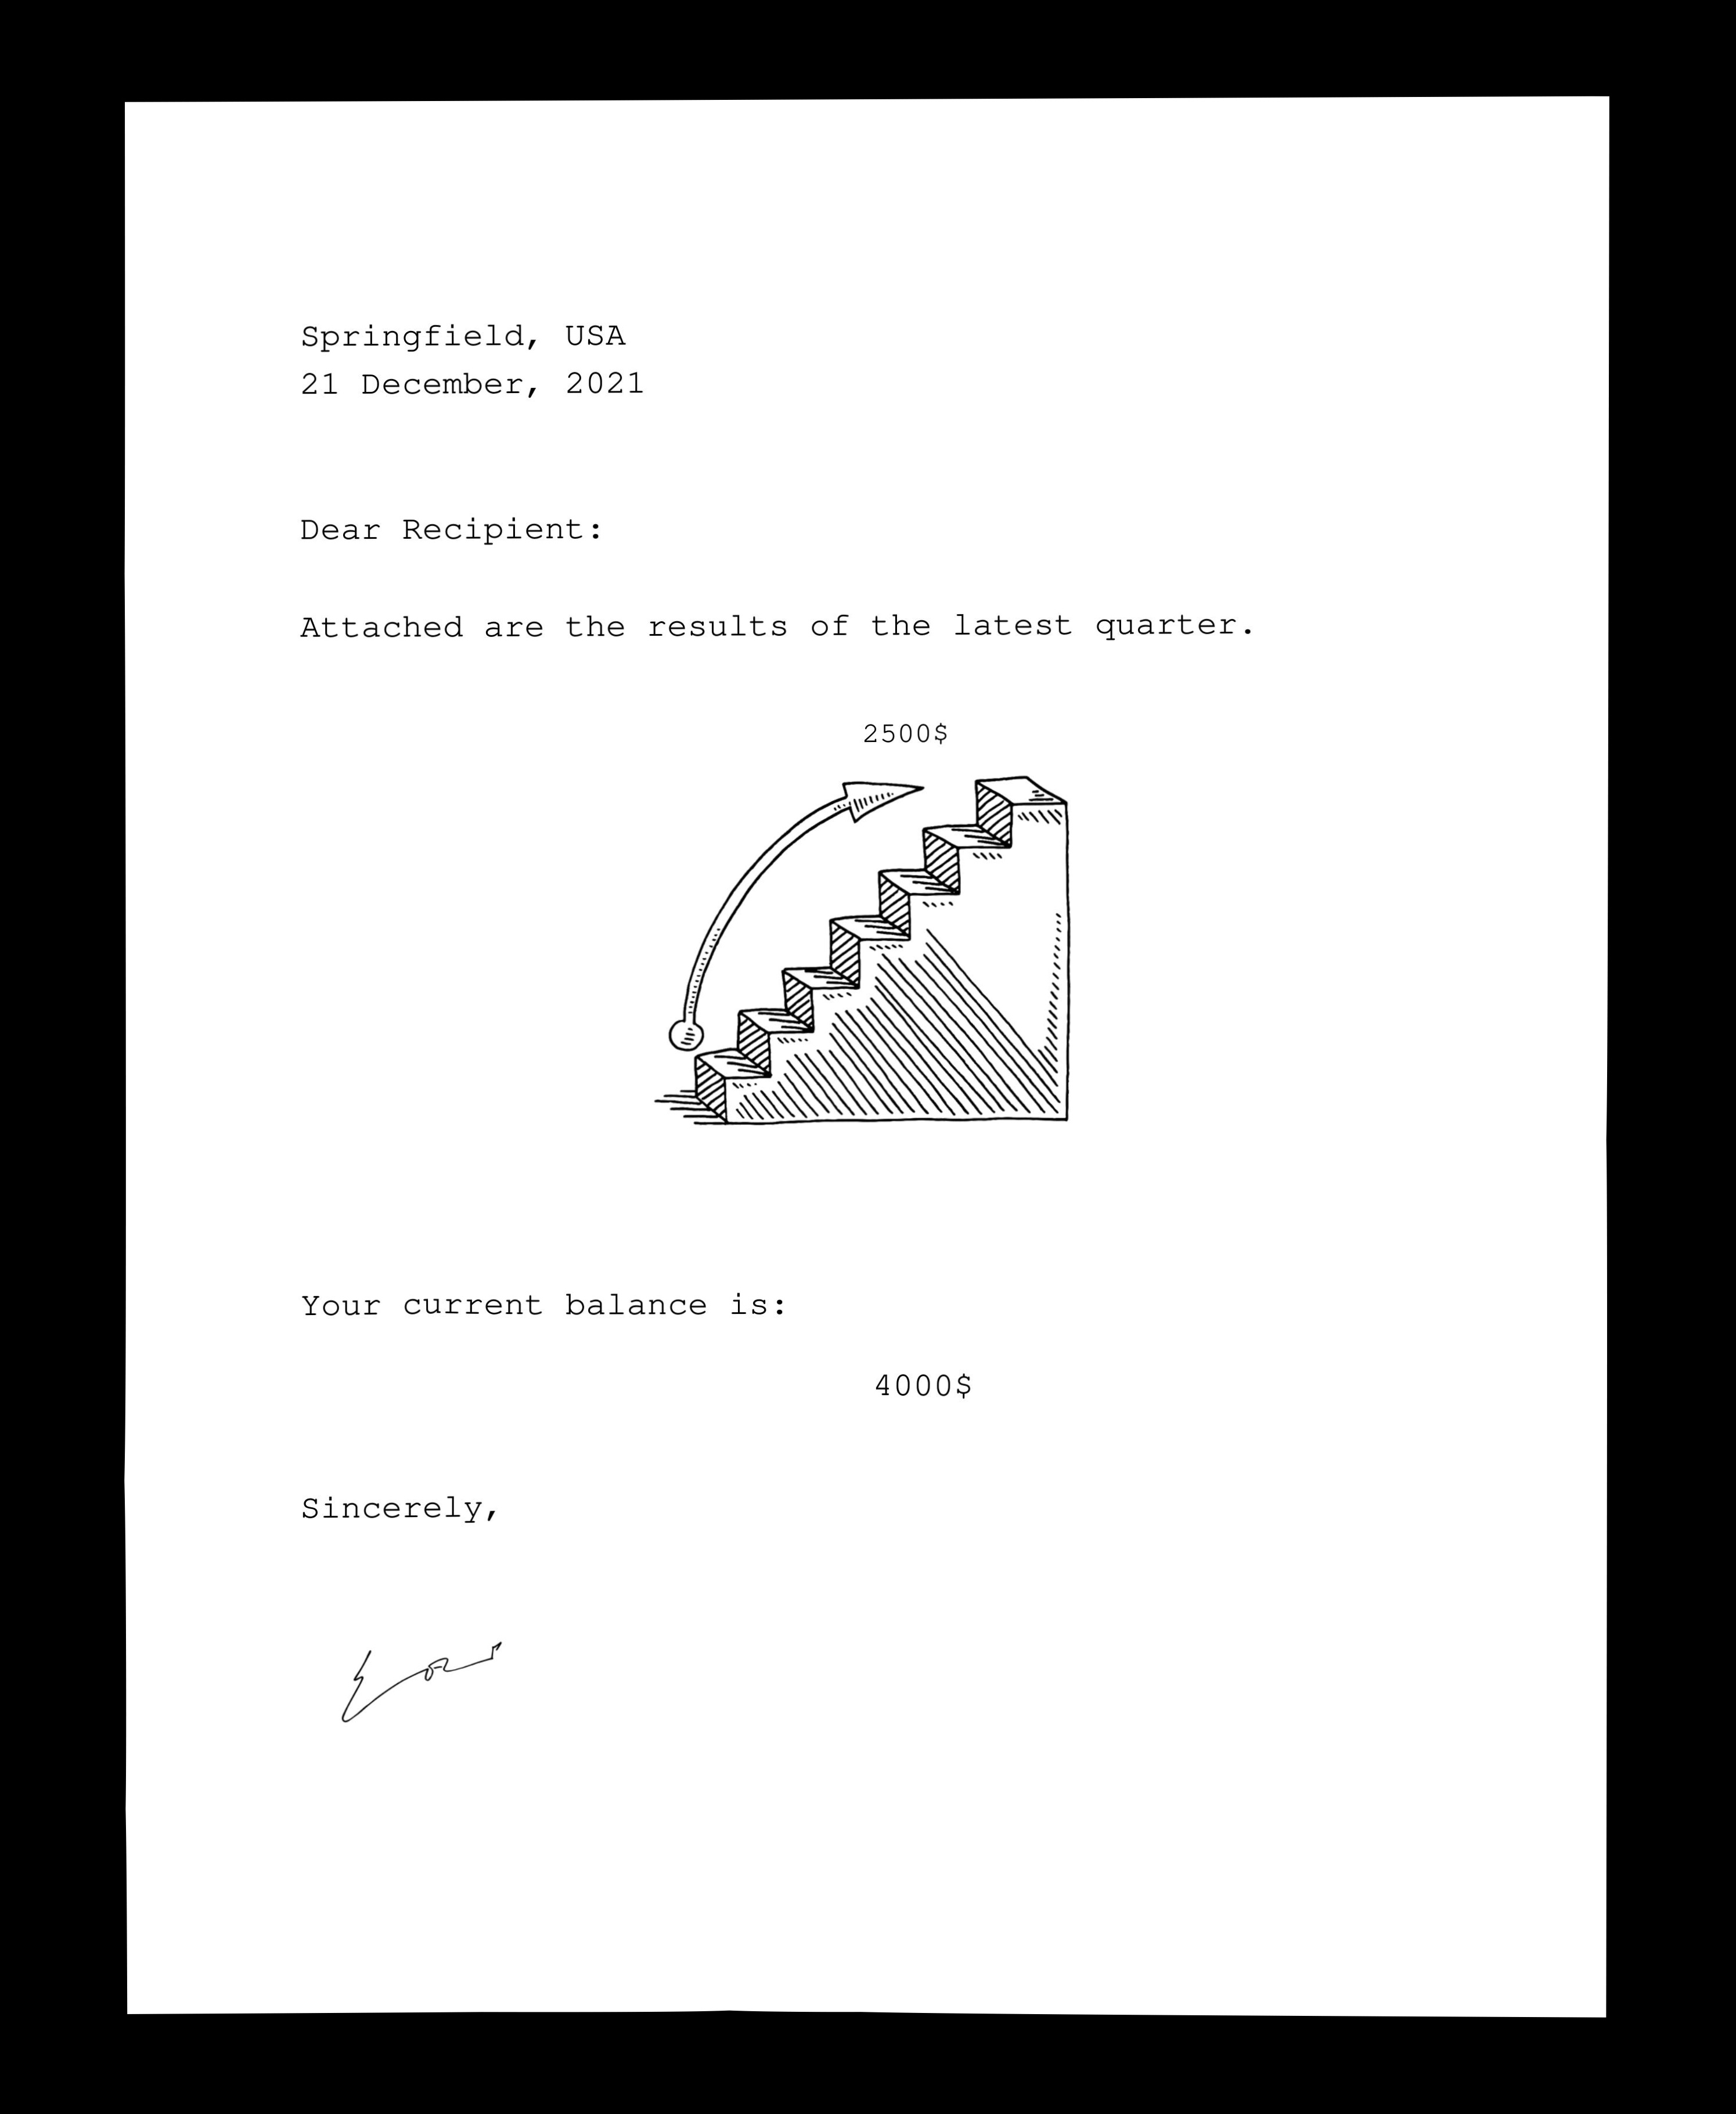 Springfield, USA
21 December, 2021
Dear Recipient:
Attached are the results of the latest quarter.
2500$
Your current balance is:
4000$
Sincerely,